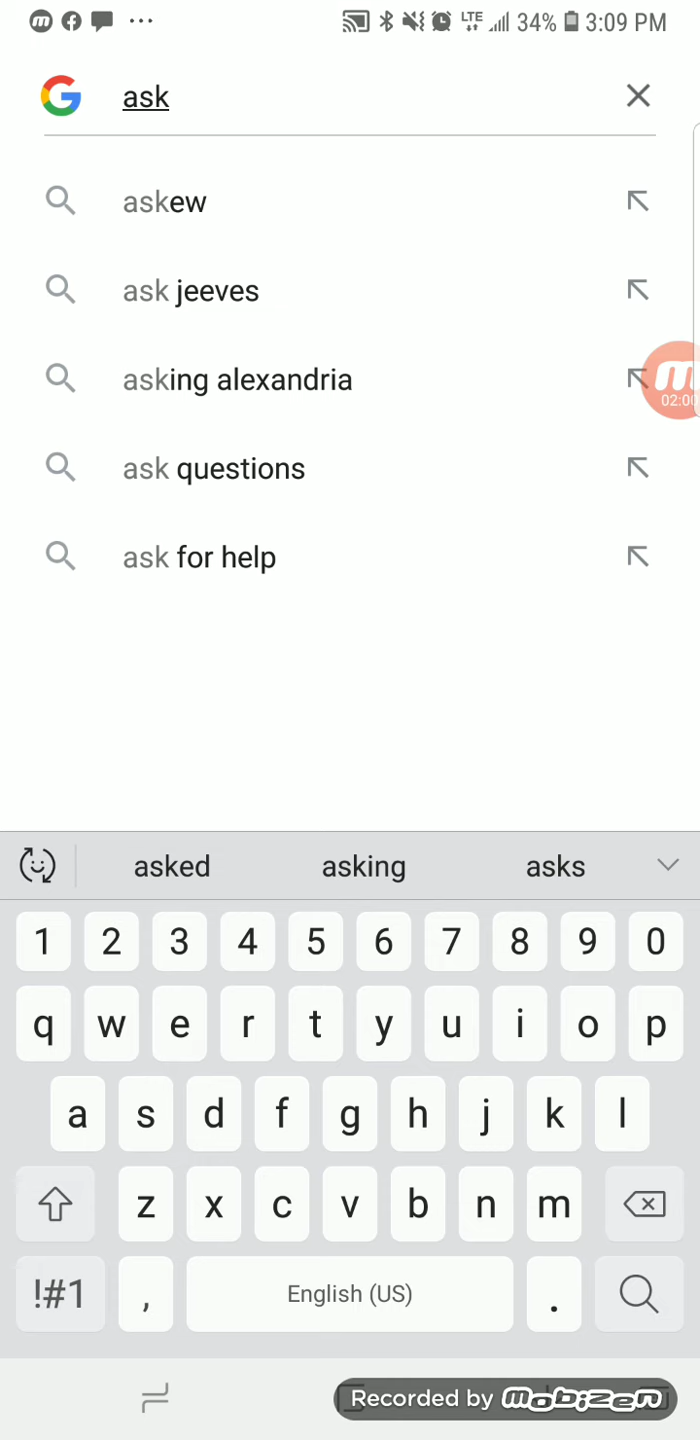 LTE 34% 3:09 PM
ask
askew
ask jeeves
asking alexandria
02:00
ask questions
ask for help
asked asking asks
1 2 3 4 5 6 7 8 9 0
q w e r t y u i o p
a s d f g h j k l
z x c v b n m
!#1 , English (US) .
Recorded by mobizen